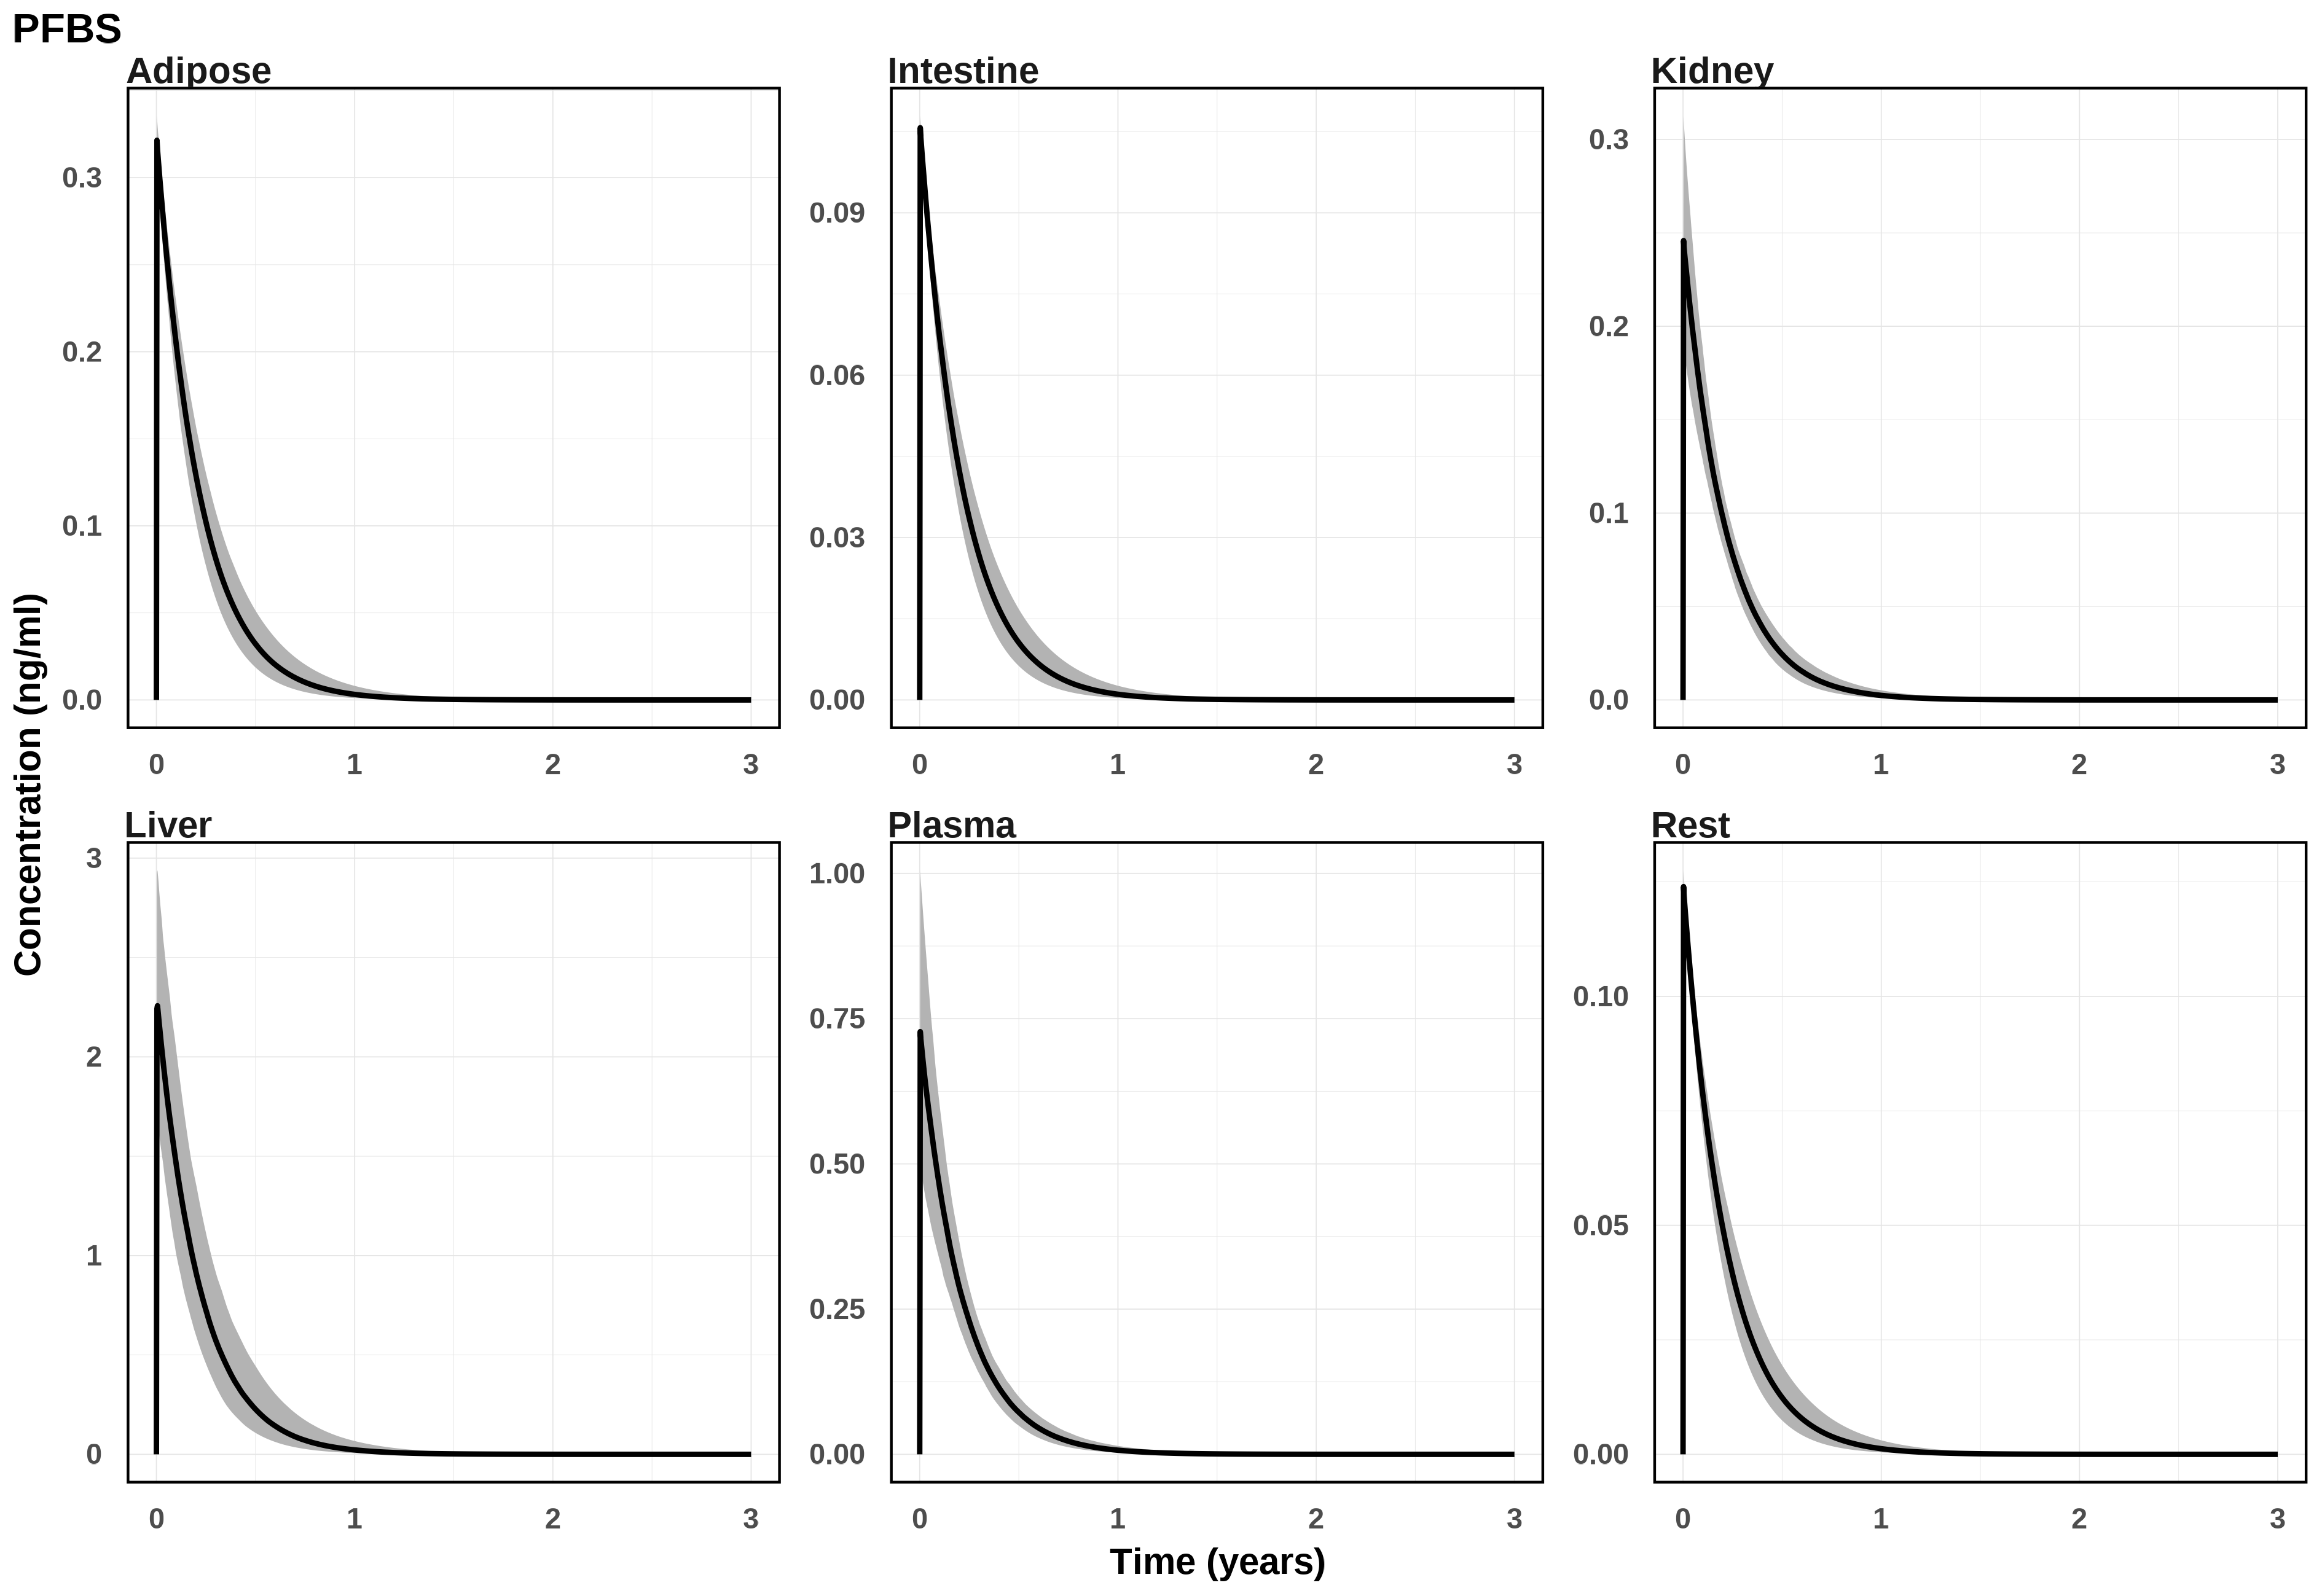 PFBS
Adipose
Intestine
Kidney
0.3
0.2
0.1
0.0
0.09
0.06
0.03
0.00
0.3
0.2
0.1
0.0
0 1 2 3
0 1 2 3
0 1 2 3
Concentration (ng/ml)
Liver
Plasma
Rest
3
2
1
0
1.00
0.75
0.50
0.25
0.00
0.10
0.05
0.00
0 1 2 3
0 1 2 3
0 1 2 3
Time (years)